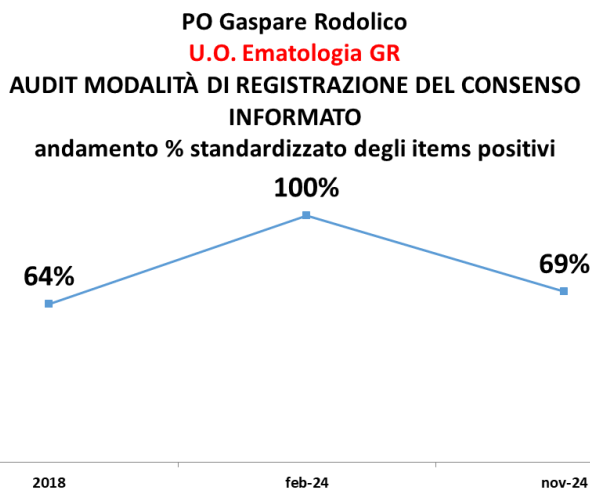 PO Gaspare Rodolico
U.O. Ematologia GR
AUDIT MODALITÀ DI REGISTRAZIONE DEL CONSENSO
INFORMATO
andamento % standardizzato degli items positivi
100%
64%
69%
2018 feb-24 nov-24